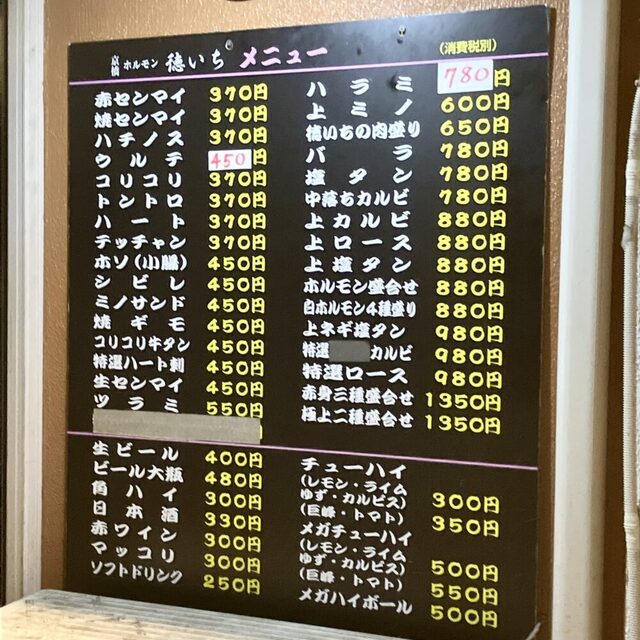 京橋 ホルモン 徳いち メニュー (消費税別)
赤センマイ 370円
焼センマイ 370円
ハチノス 370円
ウルテ 450円
コリコリ 370円
トントロ 370円
ハート 370円
テッチャン 370円
ホソ(小腸) 450円
シビレ 450円
ミノサンド 450円
焼ギモ 450円
コリコリ牛タン 450円
特選ハート刺 450円
生センマイ 450円
ツラミ 550円
ハラミ 780円
上ミノ 600円
徳いちの肉盛り 650円
バラ 780円
塩タン 780円
中落ちカルビ 780円
上カルビ 880円
上ロース 880円
上塩タン 880円
ホルモン盛合せ 880円
白ホルモン4種盛り 880円
上ネギ塩タン 980円
特選 カルビ 980円
特選ロース 980円
赤身三種盛合せ 1350円
極上二種盛合せ 1350円
生ビール 400円
ビール大瓶 480円
角ハイ 300円
日本酒 330円
赤ワイン 300円
マッコリ 300円
ソフトドリンク 250円
チューハイ
(レモン・ライム
ゆず・カルピス) 300円
(巨峰・トマト) 350円
メガチューハイ
(レモン・ライム
ゆず・カルピス) 500円
(巨峰・トマト) 550円
メガハイボール 500円